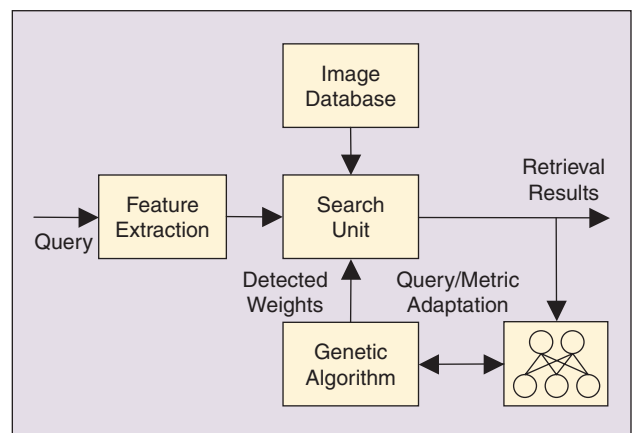 Image
Database
Retrieval
Results
Feature
Extraction
Search
Unit
Query
Detected
Weights
Query/Metric
Adaptation
Genetic
Algorithm